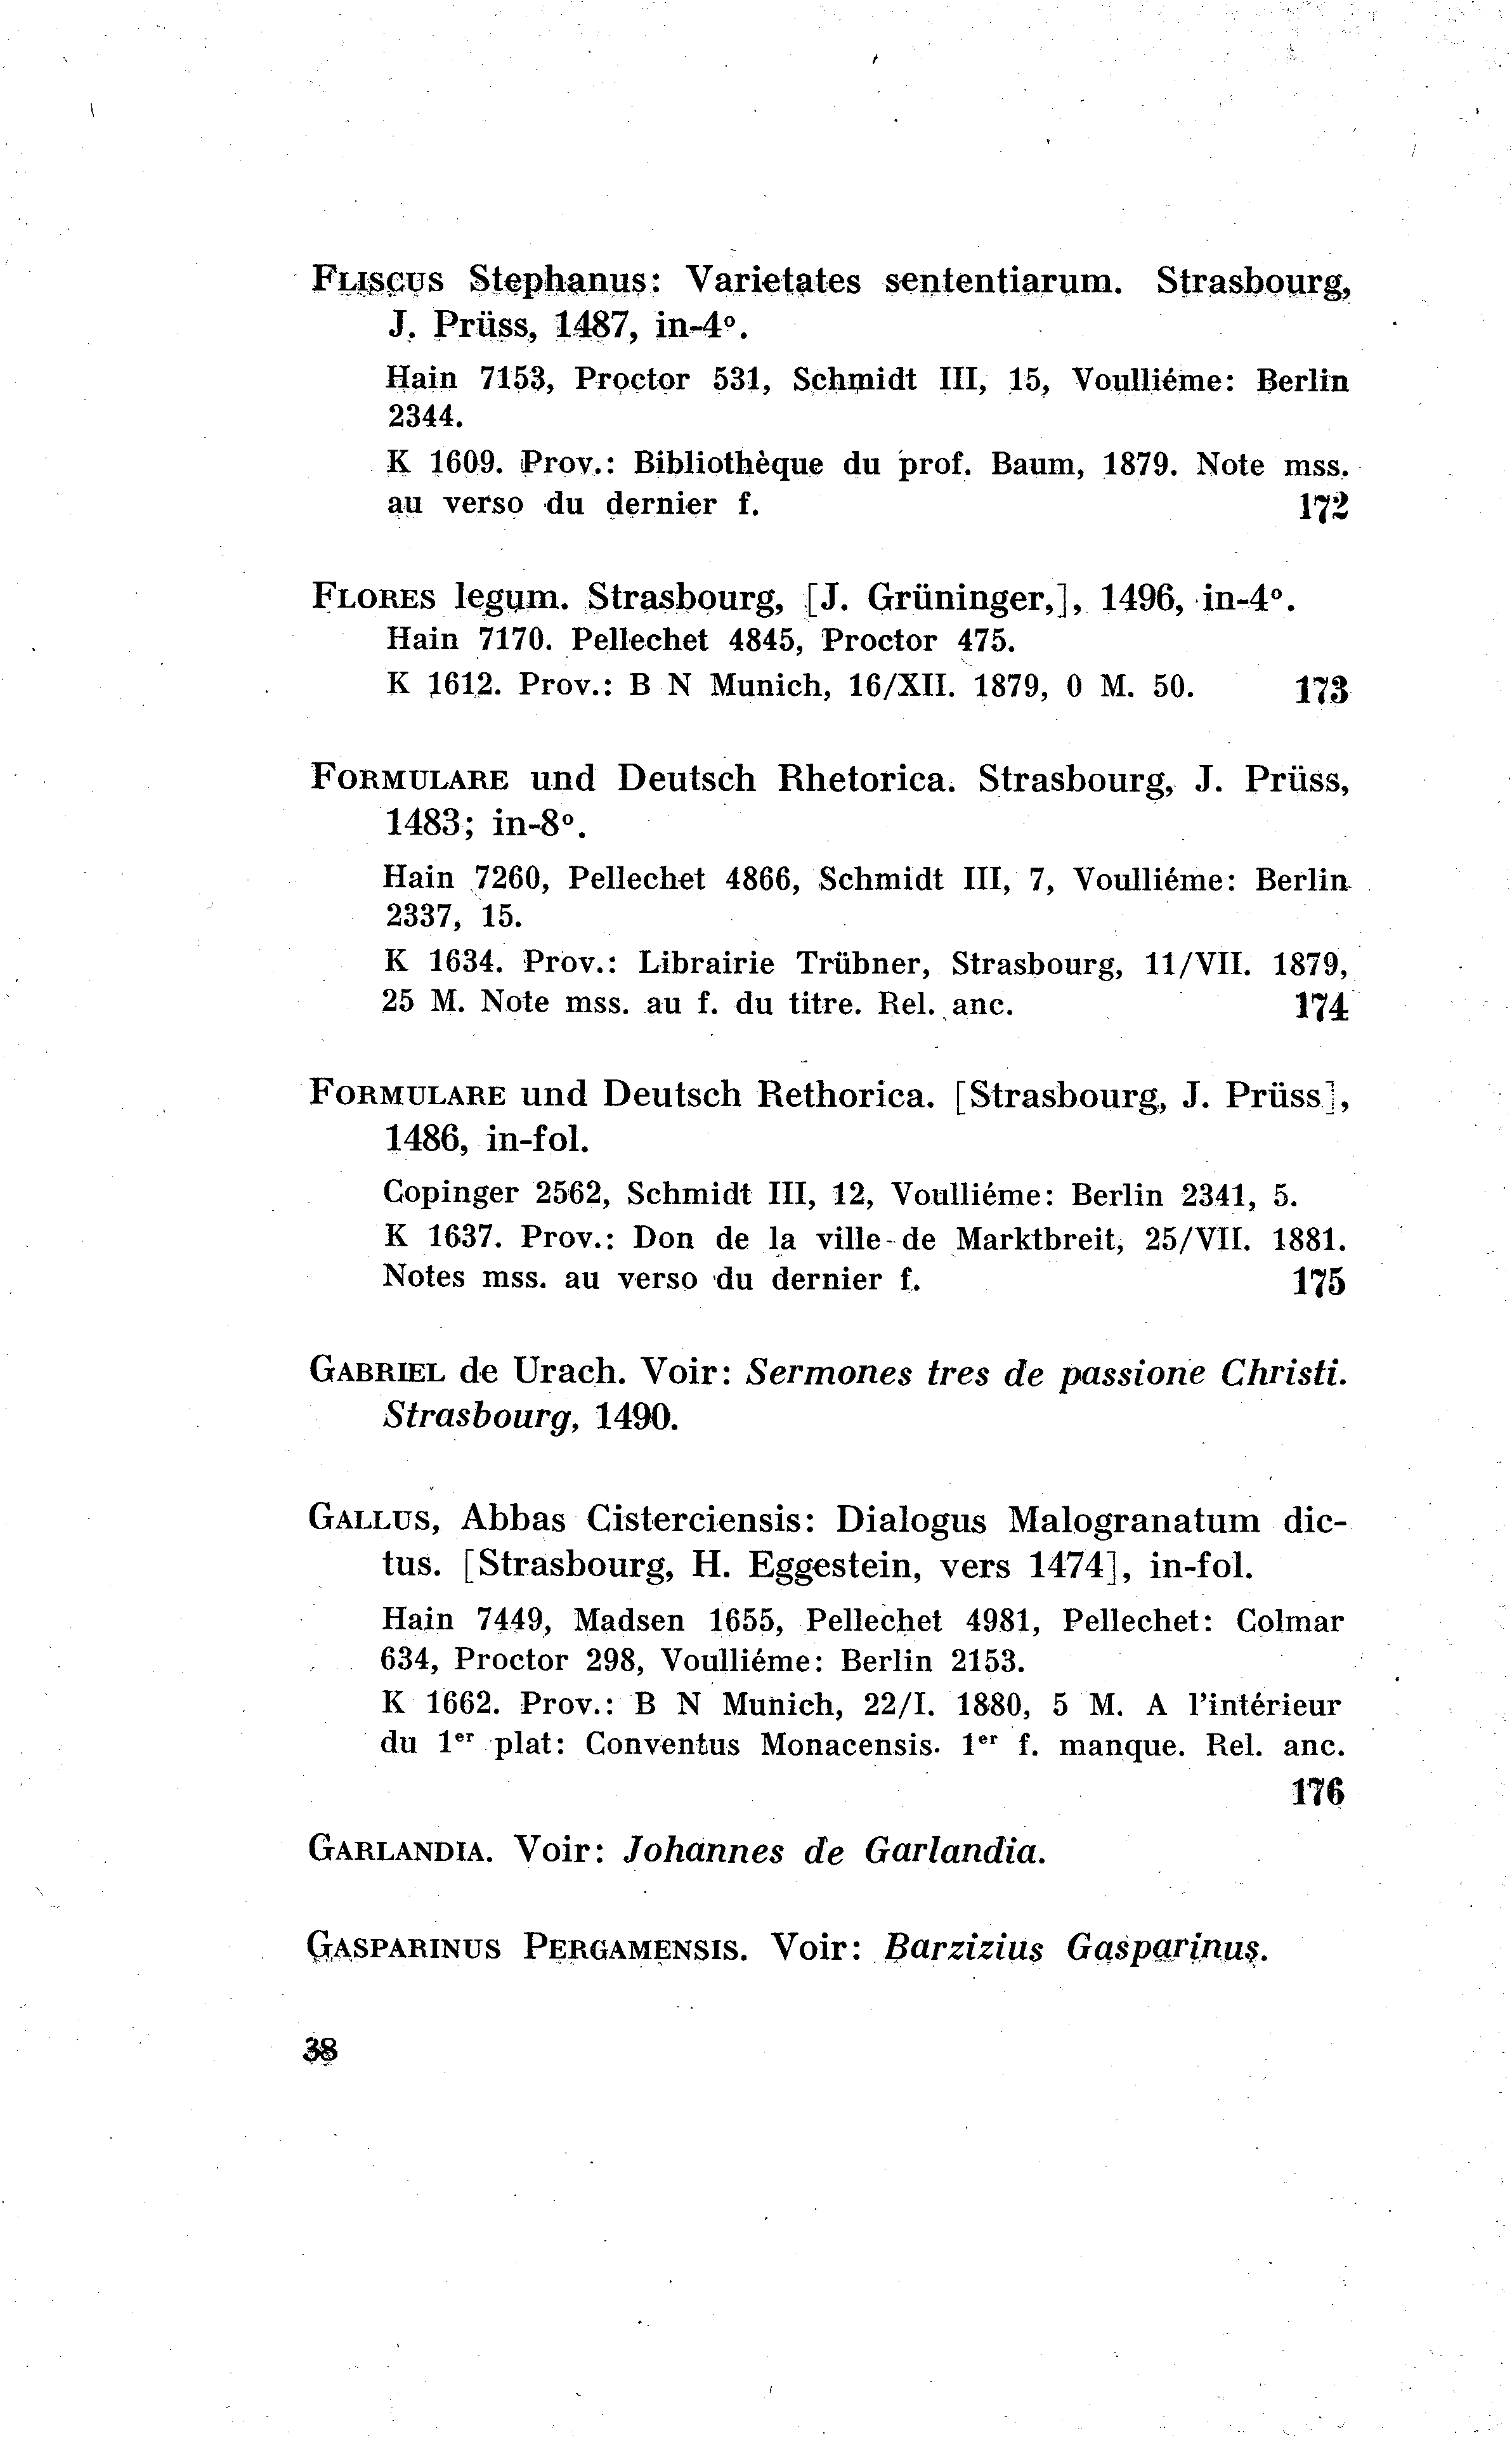 FLISCUS Stephanus: Varietates sententiarum. Strasbourg,
J. Prüss, 1487, in-4º.
Hain 7153, Proctor 531, Schmidt III, 15, Voulliéme: Berlin
2344.
K 1609. Prov.: Bibliothèque du prof. Baum, 1879. Note mss.
au verso du dernier f. 172
FLORES legum. Strasbourg, [J. Grüninger,], 1496, in-4º.
Hain 7170. Pellechet 4845, Proctor 475.
K 1612. Prov.: B N Munich, 16/XII. 1879, 0 M. 50. 173
FORMULARE und Deutsch Rhetorica. Strasbourg, J. Prüss,
1483; in-8º.
Hain 7260, Pellechet 4866, Schmidt III, 7, Voulliéme: Berlin
2337, 15.
K 1634. Prov.: Librairie Trübner, Strasbourg, 11/VII. 1879,
25 M. Note mss. au f. du titre. Rel. anc. 174
FORMULARE und Deutsch Rethorica. [Strasbourg, J. Prüss],
1486, in-fol.
Copinger 2562, Schmidt III, 12, Voulliéme: Berlin 2341, 5.
K 1637. Prov.: Don de la ville de Marktbreit, 25/VII. 1881.
Notes mss. au verso du dernier f. 175
GABRIEL de Urach. Voir: Sermones tres de passione Christi.
Strasbourg, 1490.
GALLUS, Abbas Cisterciensis: Dialogus Malogranatum dic-
tus. [Strasbourg, H. Eggestein, vers 1474], in-fol.
Hain 7449, Madsen 1655, Pellechet 4981, Pellechet: Colmar
634, Proctor 298, Voulliéme: Berlin 2153.
K 1662. Prov.: B N Munich, 22/I. 1880, 5 M. A l'intérieur
du 1er plat: Conventus Monacensis. 1er f. manque. Rel. anc.
176
GARLANDIA. Voir: Johannes de Garlandia.
GASPARINUS PERGAMENSIS. Voir: Barzizius Gasparinus.
38